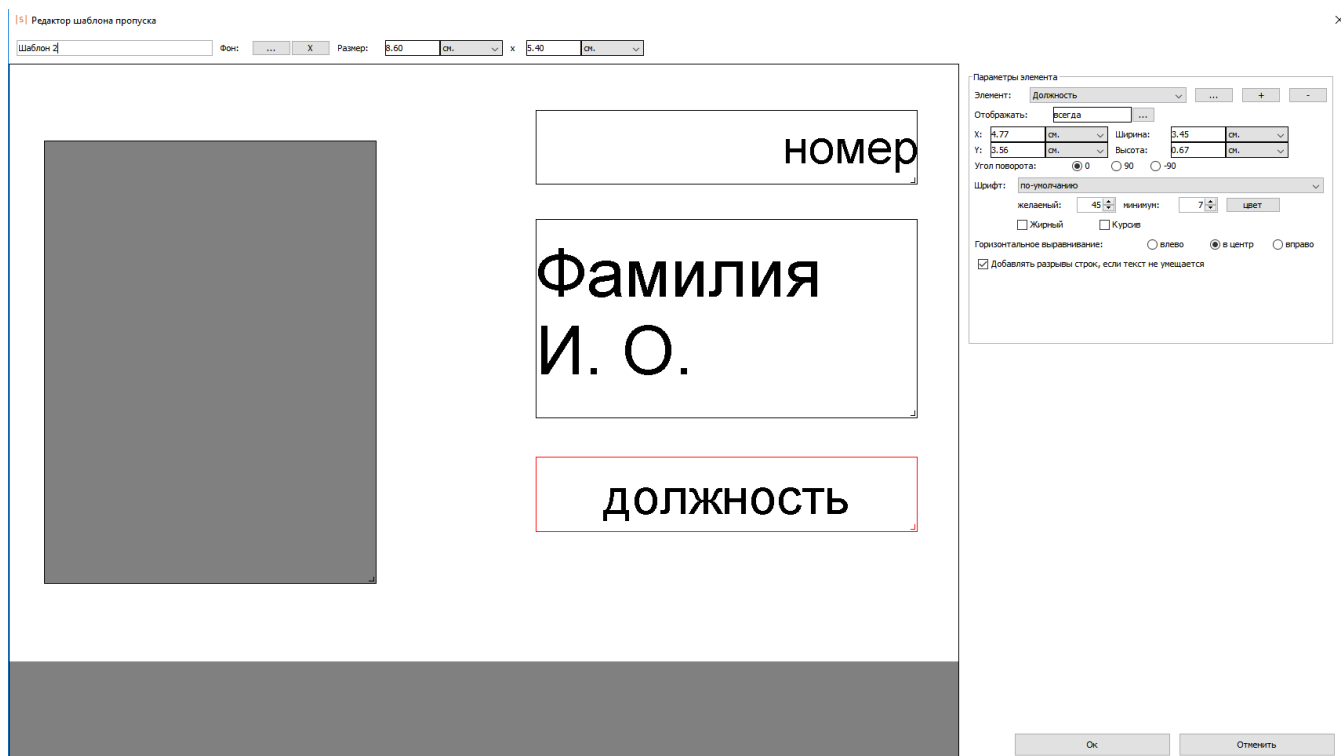 |S| Редактор шаблона пропуска
Шаблон 2 Фон: ... X Размер: 8.60 см. x 5.40 см.
Параметры элемента
Элемент: Должность ... + -
Отображать: всегда ...
X: 4.77 см. Ширина: 3.45 см.
Y: 3.56 см. Высота: 0.67 см.
Угол поворота: 0 90 -90
Шрифт: по-умолчанию
желаемый: 45 минимум: 7 цвет
Жирный Курсив
Горизонтальное выравнивание: влево в центр вправо
Добавлять разрывы строк, если текст не умещается
номер
Фамилия
И. О.
должность
Ок Отменить